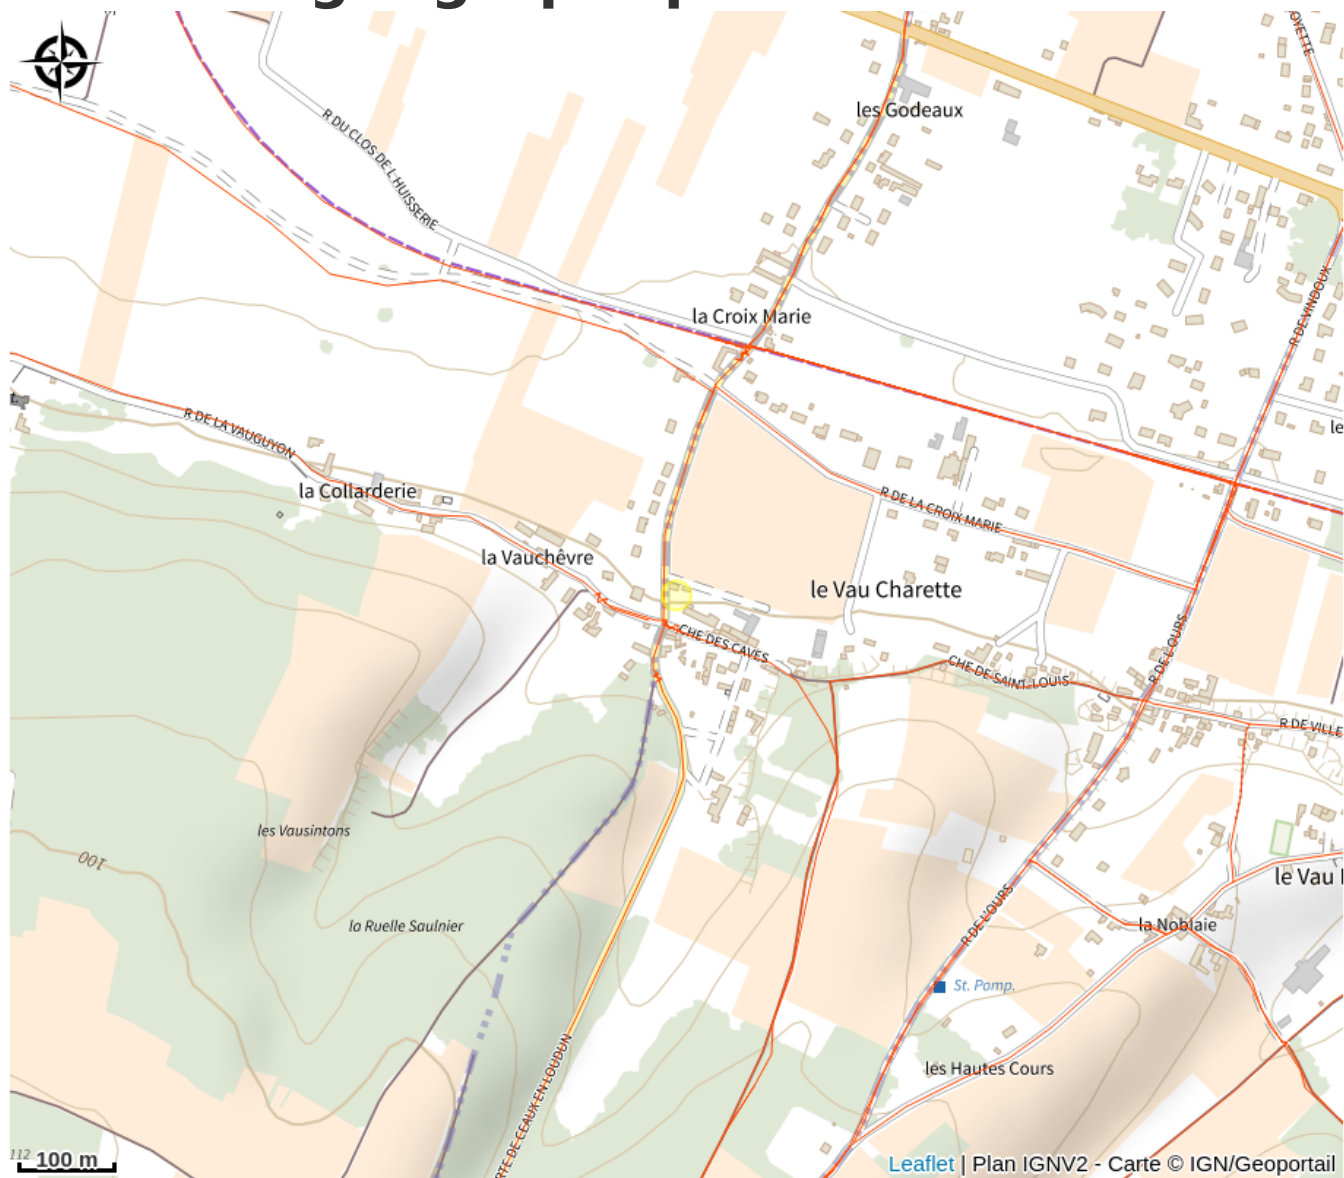 les Godeaux
R DU CLOS DE L HUISSERIE
R DE VINDOUX
la Croix Marie
R DE LA VAUGUYON
la Collarderie
R DE LA CROIX MARIE
la Vauchêvre
le Vau Charette
CHE DES CAVES
R DE L'OURS
CHE DE SAINT-LOUIS
R DE VILLE
les Vausintons
100
le Vau
R DE L'OURS
la Ruelle Saulnier
la Noblaie
St. Pomp.
les Hautes Cours
TE DE CEAUX EN LOUDUN
112
100 m
Leaflet | Plan IGNV2 - Carte © IGN/Geoportail